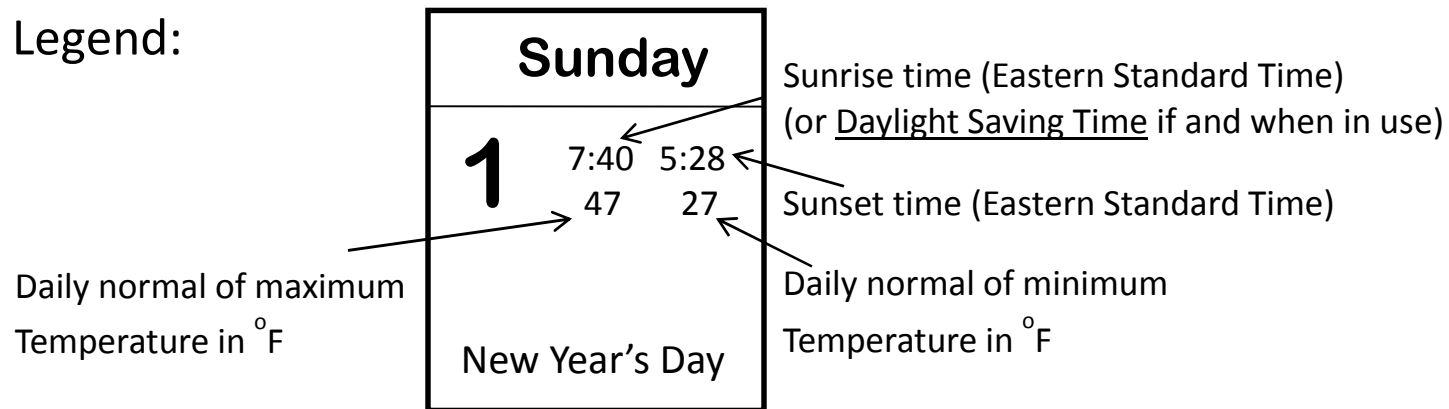 Legend:
Sunday
Sunrise time (Eastern Standard Time)
(or Daylight Saving Time if and when in use)
1 7:40 5:28
47 27
Sunset time (Eastern Standard Time)
Daily normal of maximum
Temperature in °F
Daily normal of minimum
Temperature in °F
New Year’s Day